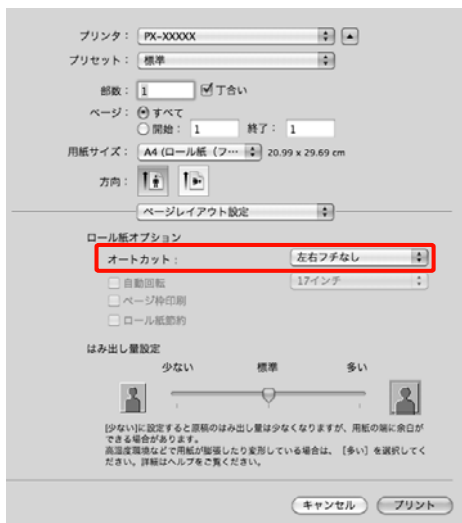 プリンタ： PX-XXXXX
プリセット： 標準
部数： 1 丁合い
ページ： すべて
開始： 1 終了： 1
用紙サイズ： A4 (ロール紙（フ… 20.99 x 29.69 cm
方向：
ページレイアウト設定
ロール紙オプション
オートカット： 左右フチなし
自動回転 17インチ
ページ枠印刷
ロール紙節約
はみ出し量設定
少ない 標準 多い
[少ない]に設定すると原稿のはみ出し量は少なくなりますが、用紙の端に余白が
できる場合があります。
高温度環境などで用紙が膨張したり変形している場合は、［多い］を選択してく
ださい。詳細はヘルプをご覧ください。
キャンセル プリント